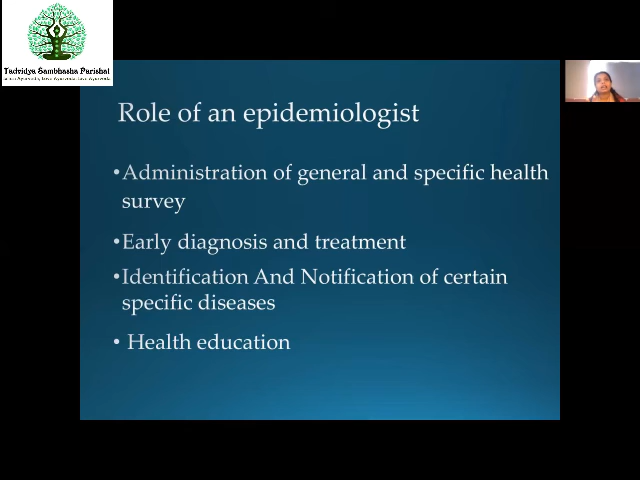 Tadvidya Sambhasha Parishat
Role of an epidemiologist
•Administration of general and specific health
survey
•Early diagnosis and treatment
•Identification And Notification of certain
specific diseases
• Health education